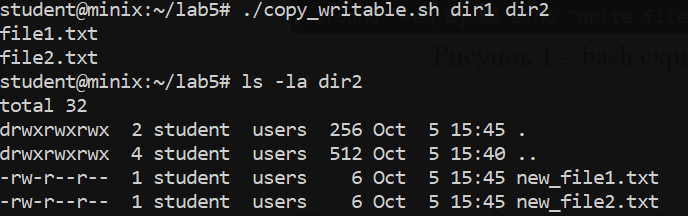 student@minix:~/lab5# ./copy_writable.sh dir1 dir2
"Write file
file1.txt
file2.txt
Рисунок 1 – bash скри
student@minix:~/lab5# ls -la dir2
total 32
drwxrwxrwx  2 student  users   256 Oct  5 15:45 .
drwxrwxrwx  4 student  users   512 Oct  5 15:40 ..
-rw-r--r--  1 student  users     6 Oct  5 15:45 new_file1.txt
-rw-r--r--  1 student  users     6 Oct  5 15:45 new_file2.txt